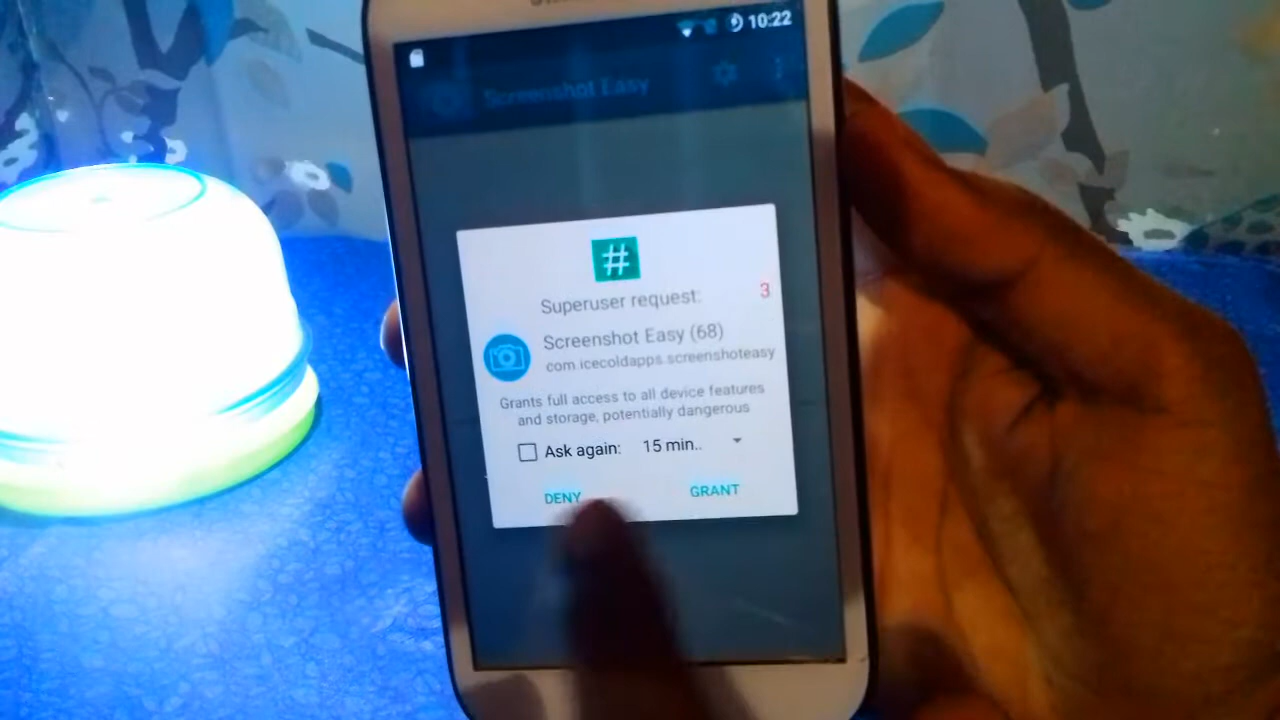 10:22
Screenshot Easy
#
Superuser request: 3
Screenshot Easy (68)
com.icecoldapps.screenshoteasy
Grants full access to all device features
and storage, potentially dangerous
Ask again: 15 min..
DENY GRANT